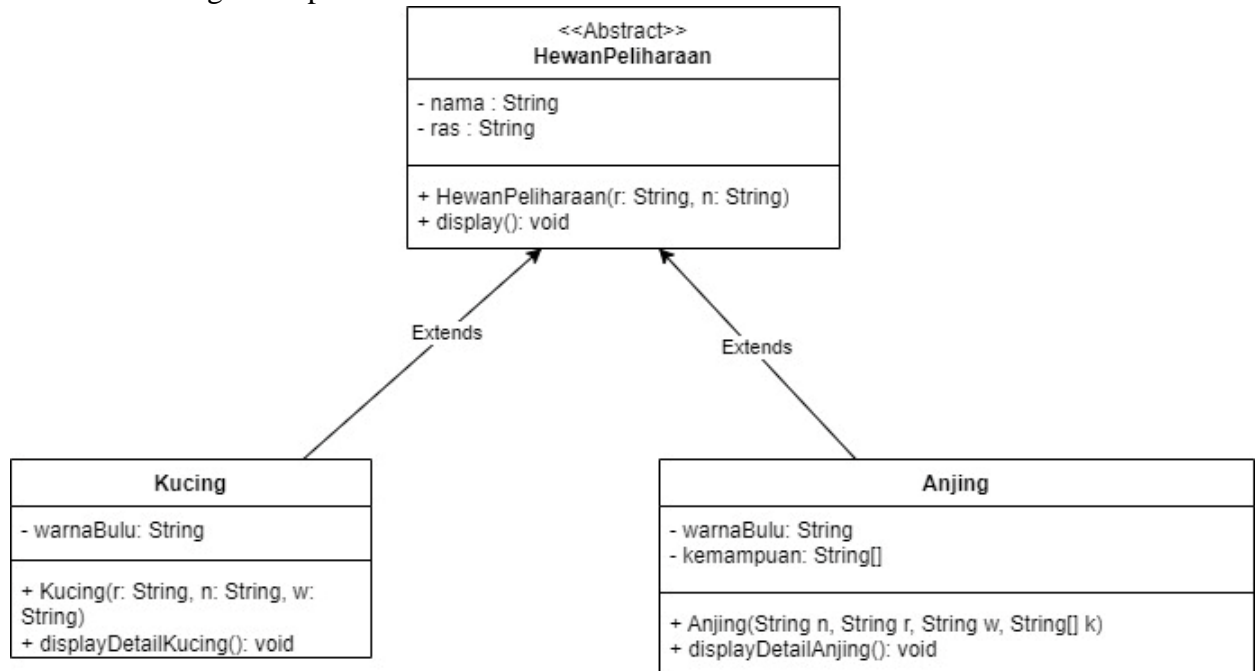 <<Abstract>>
HewanPeliharaan
- nama : String
- ras : String
+ HewanPeliharaan(r: String, n: String)
+ display(): void
Extends
Extends
Kucing
- warnaBulu: String
+ Kucing(r: String, n: String, w:
String)
+ displayDetailKucing(): void
Anjing
- warnaBulu: String
- kemampuan: String[]
+ Anjing(String n, String r, String w, String[] k)
+ displayDetailAnjing(): void